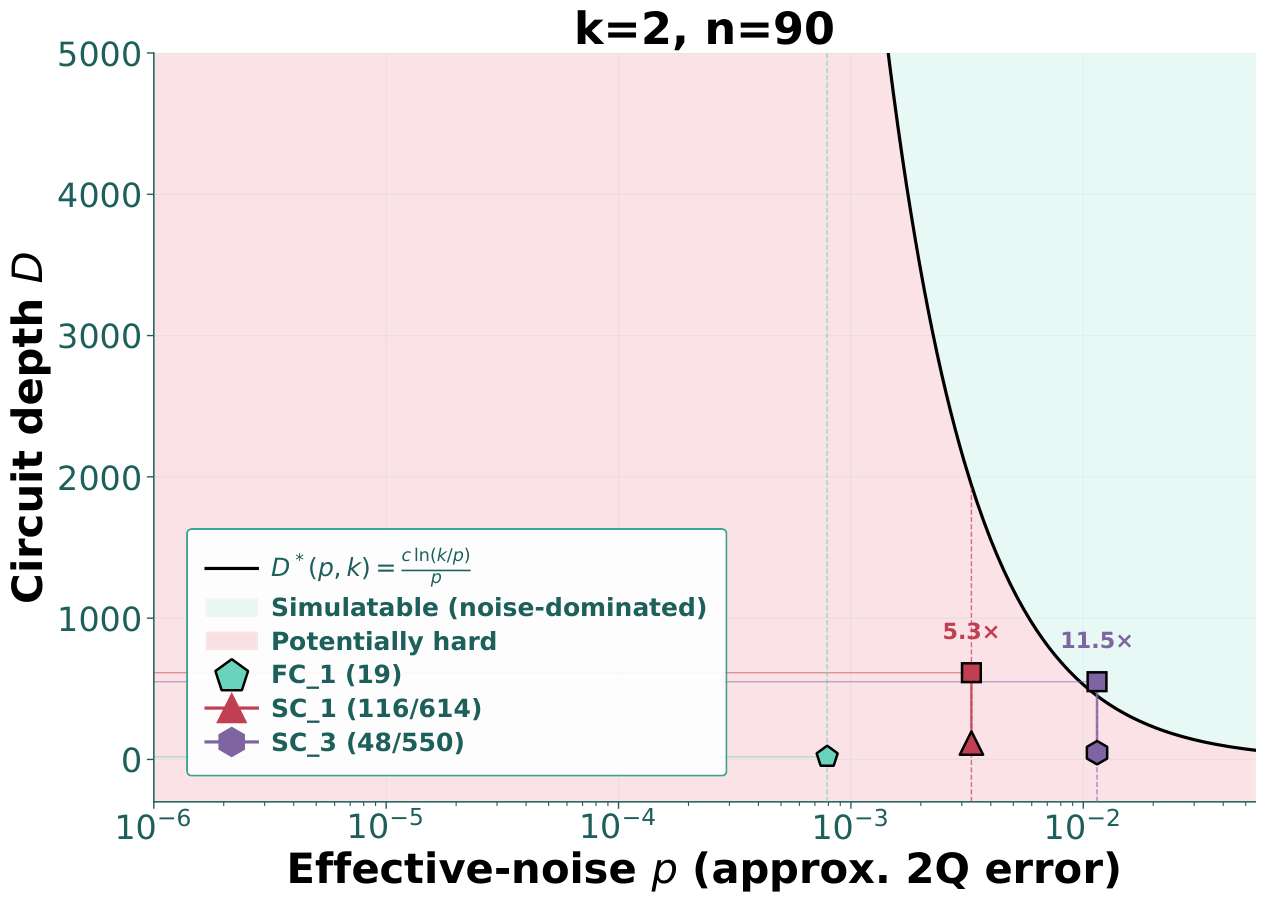 k=2, n=90
5000
4000
3000
2000
1000
0
Circuit depth D
D*(p, k) = c ln(k/p) / p
Simulatable (noise-dominated)
Potentially hard
FC_1 (19)
SC_1 (116/614)
SC_3 (48/550)
5.3×
11.5×
10⁻⁶
10⁻⁵
10⁻⁴
10⁻³
10⁻²
Effective-noise p (approx. 2Q error)